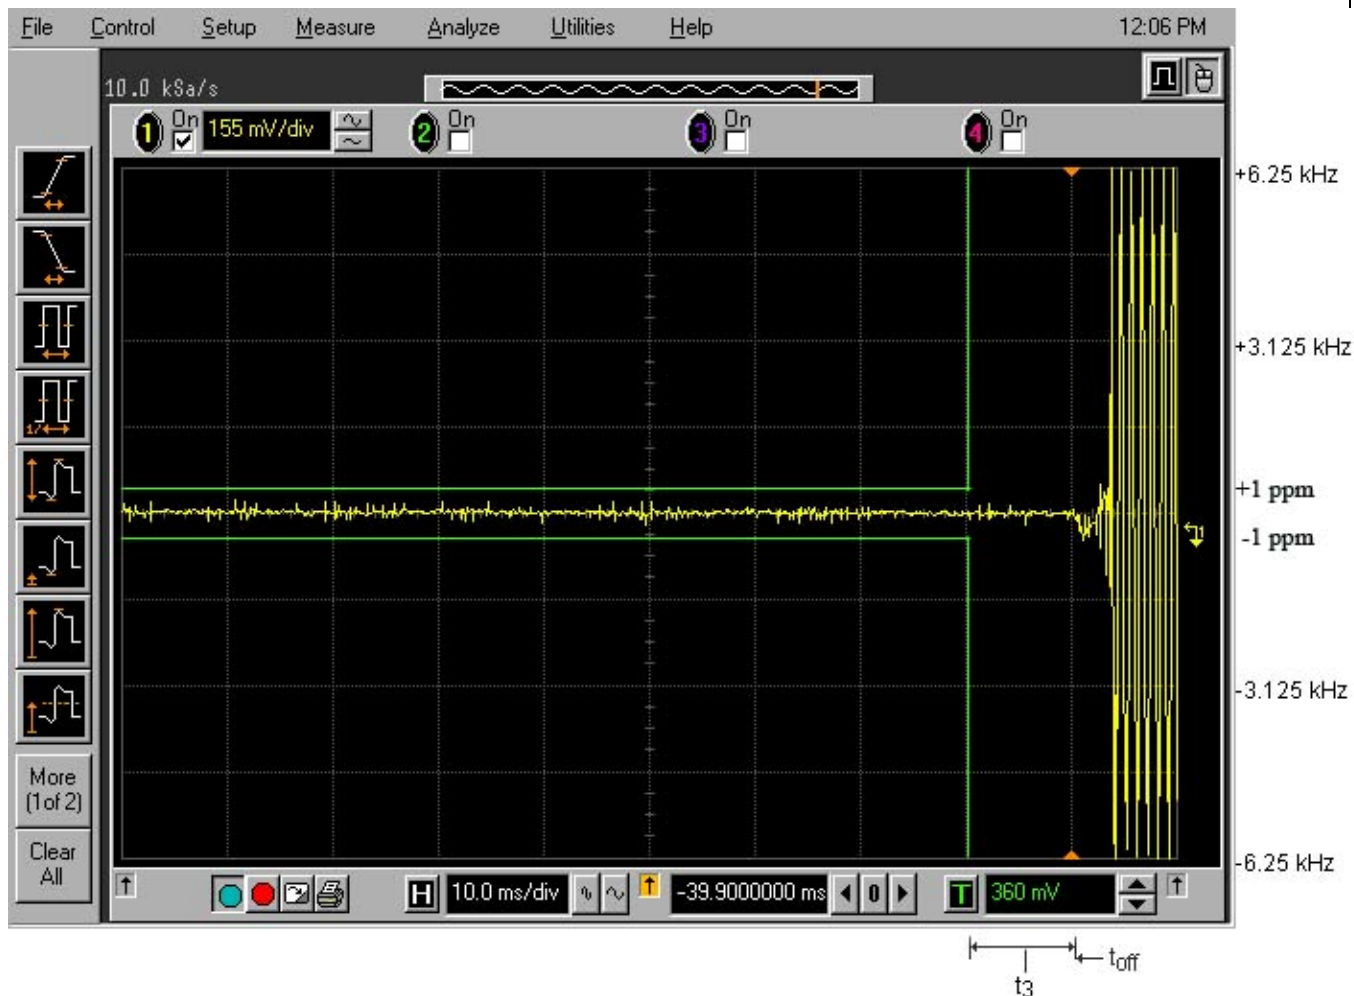 File Control Setup Measure Analyze Utilities Help 12:06 PM
10.0 kSa/s
1 On 155 mV/div 2 On 3 On 4 On
+6.25 kHz
+3.125 kHz
1/
+1 ppm
-1 ppm
1
-3.125 kHz
More
(1 of 2)
Clear
All
-6.25 kHz
H 10.0 ms/div -39.9000000 ms 0 T 360 mV
toff
t3